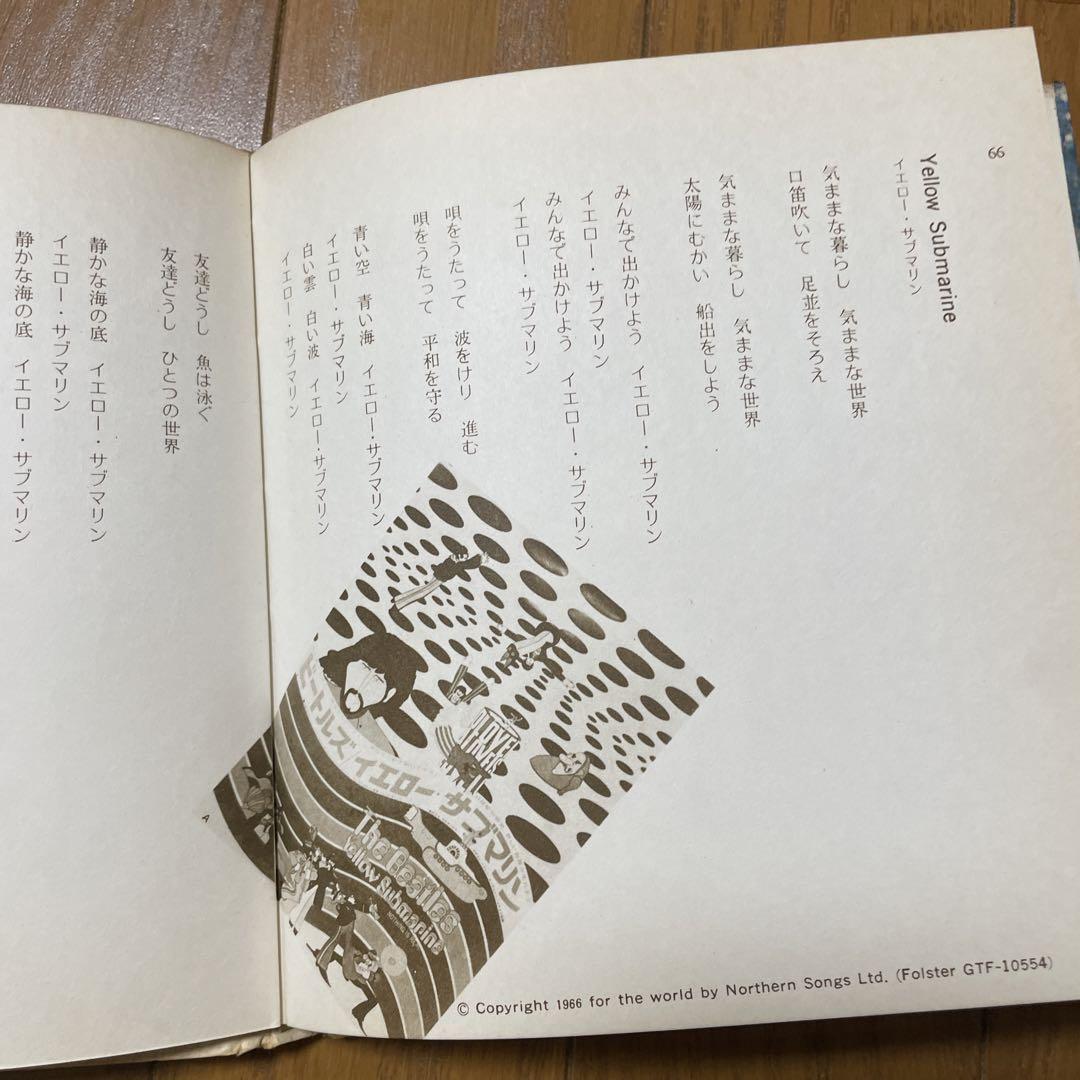 66
Yellow Submarine
イエロー・サブマリン
気ままな暮らし　気ままな世界
口笛吹いて　足並をそろえ
気ままな暮らし　気ままな世界
太陽にむかい　船出をしよう
みんなで出かけよう　イエロー・サブマリン
イエロー・サブマリン
みんなで出かけよう　イエロー・サブマリン
イエロー・サブマリン
唄をうたって　波をけり　進む
唄をうたって　平和を守る
青い空　青い海　イエロー・サブマリン
イエロー・サブマリン
白い雲　白い波　イエロー・サブマリン
イエロー・サブマリン
友達どうし　魚は泳ぐ
友達どうし　ひとつの世界
静かな海の底　イエロー・サブマリン
イエロー・サブマリン
静かな海の底　イエロー・サブマリン
LOVE
ビートルズ/イエロー・サブマリン
The Beatles
Yellow Submarine
A
© Copyright 1966 for the world by Northern Songs Ltd. (Folster GTF-10554)